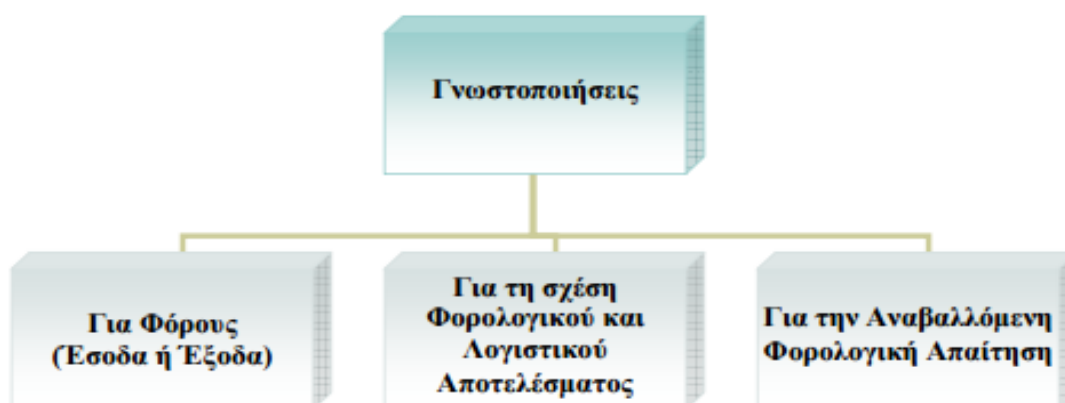 Γνωστοποιήσεις
Για Φόρους
(Έσοδα ή Έξοδα)
Για τη σχέση
Φορολογικού και
Λογιστικού
Αποτελέσματος
Για την Αναβαλλόμενη
Φορολογική Απαίτηση